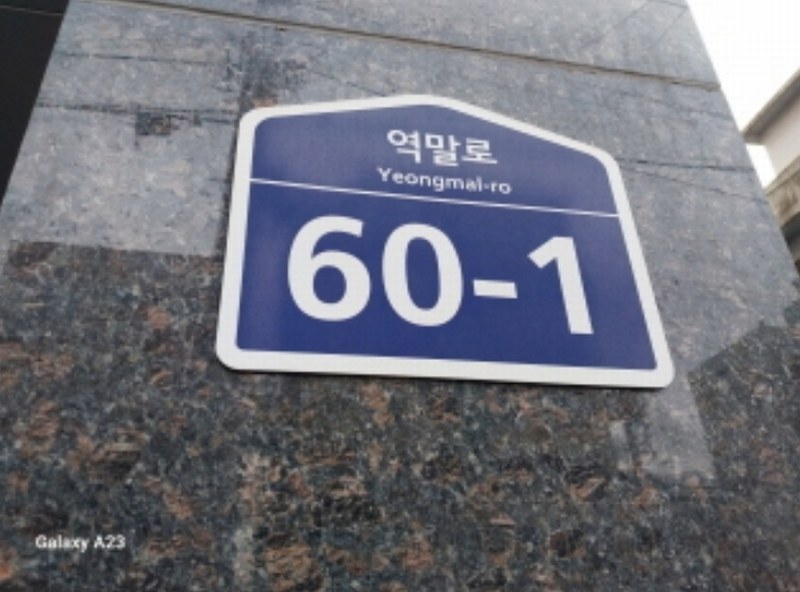 역말로
Yeongmal-ro
60-1
Galaxy A23